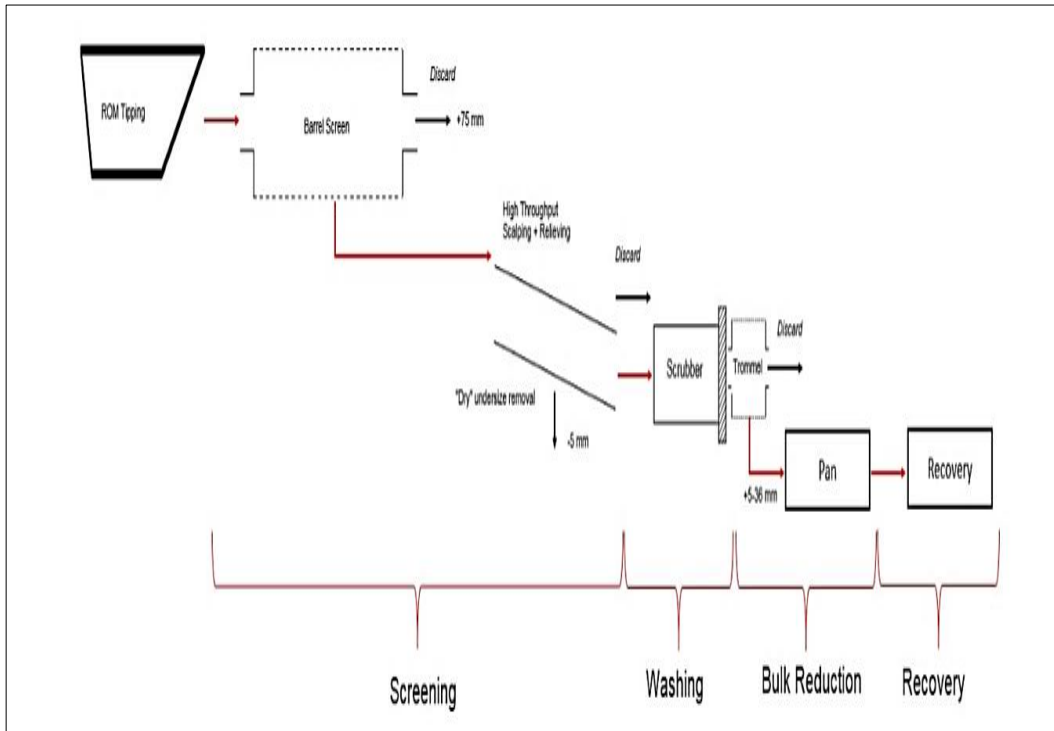 ROM Tipping
Barrel Screen
Discard
+75 mm
High Throughput
Scalping + Relieving
Discard
"Dry" undersize removal
-5 mm
Scrubber
Trommel
Discard
+5-36 mm
Pan
Recovery
Screening
Washing
Bulk Reduction
Recovery